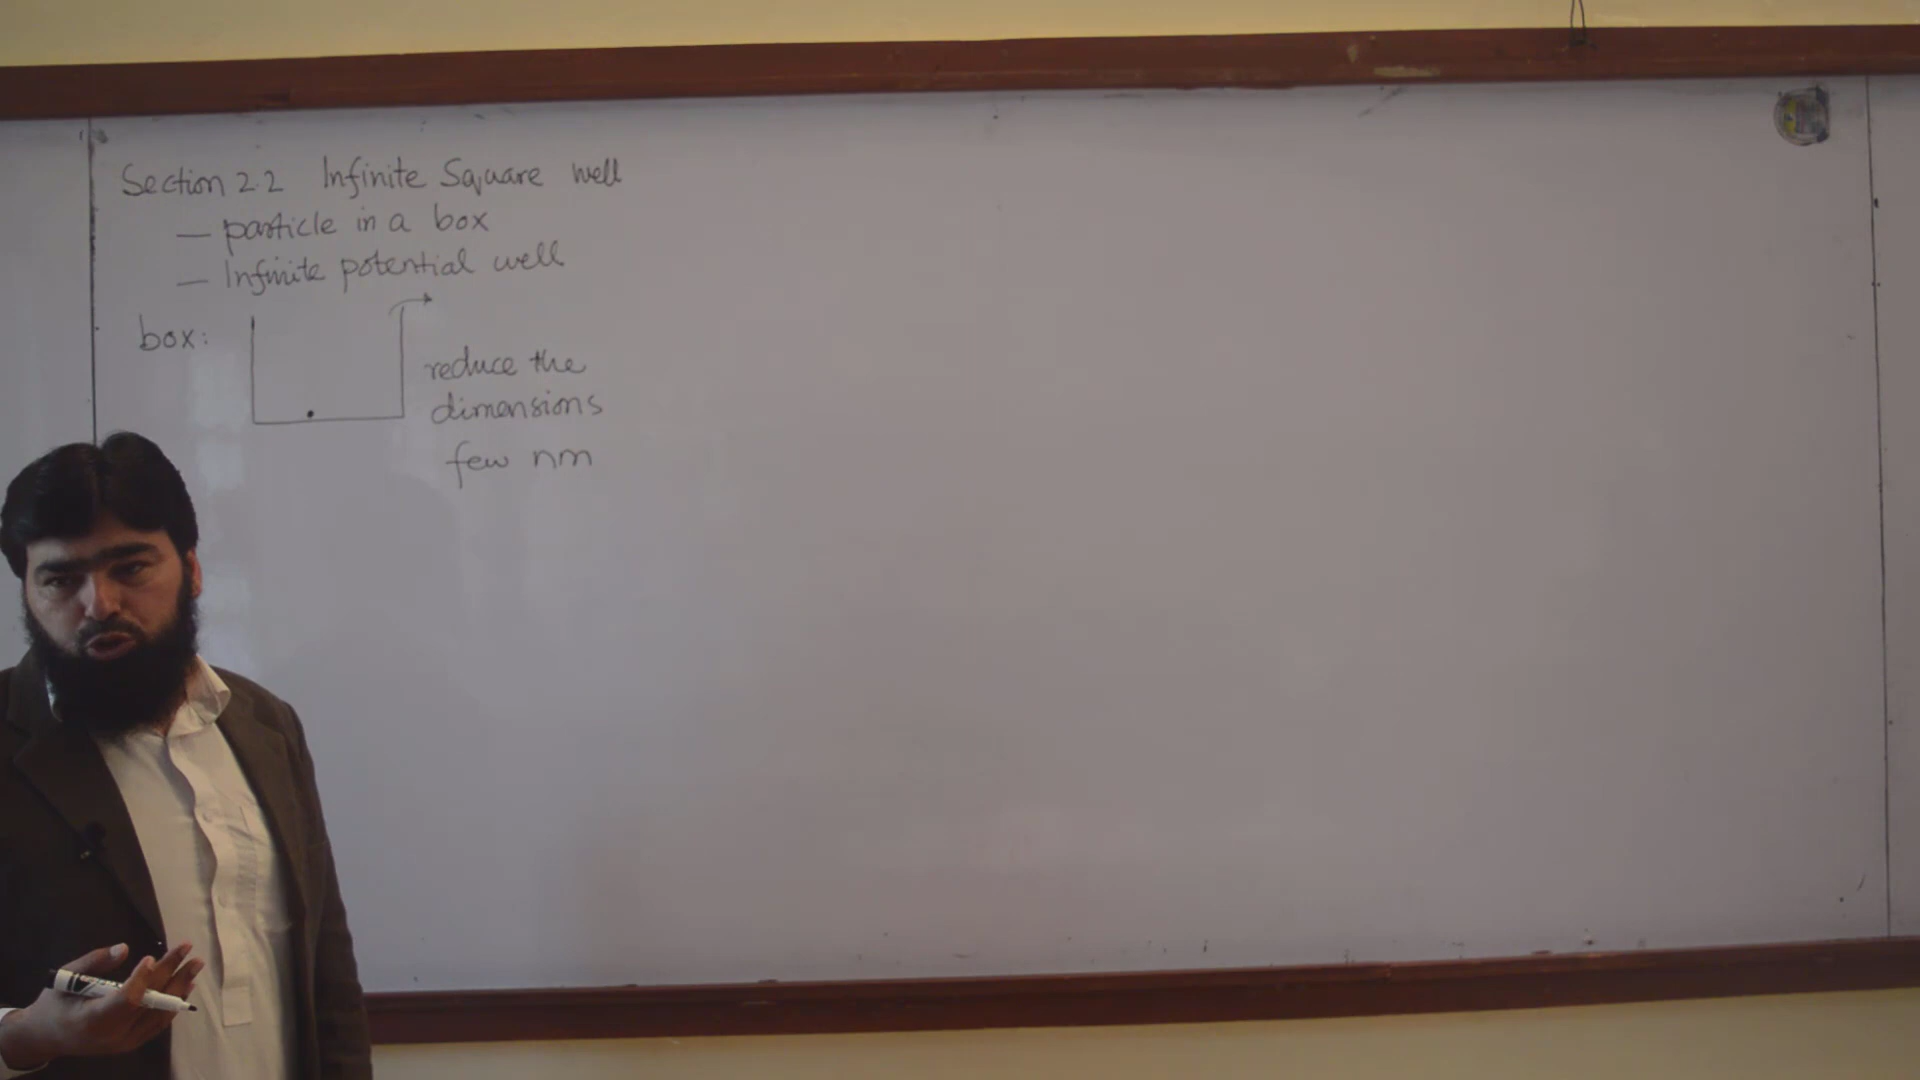 Section 2.2 Infinite Square well
— particle in a box
— Infinite potential well
box:
reduce the
dimensions
few nm